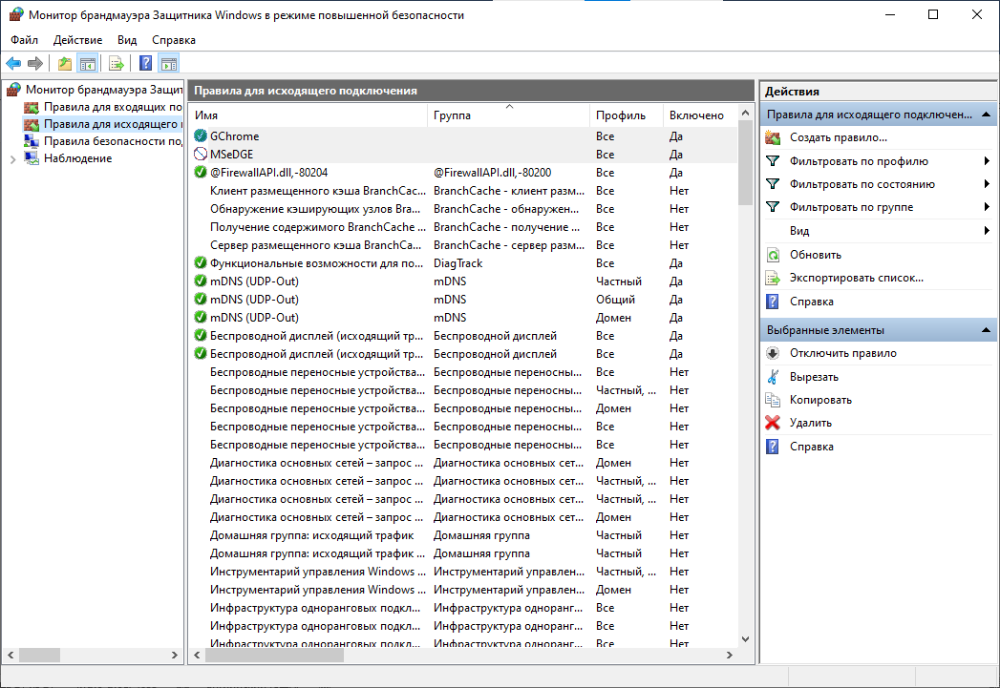 Монитор брандмауэра Защитника Windows в режиме повышенной безопасности
Файл Действие Вид Справка
Монитор брандмауэра Защит
Правила для входящих по
Правила для исходящего
Правила безопасности по
Наблюдение
Правила для исходящего подключения
Имя Группа Профиль Включено
GChrome Все Да
MSeDGE Все Да
@FirewallAPI.dll,-80204 @FirewallAPI.dll,-80200 Все Да
Клиент размещенного кэша BranchCac... BranchCache - клиент разм... Все Нет
Обнаружение кэширующих узлов Bra... BranchCache - обнаружен... Все Нет
Получение содержимого BranchCache ... BranchCache - получение ... Все Нет
Сервер размещенного кэша BranchCa... BranchCache - сервер разм... Все Нет
Функциональные возможности для по... DiagTrack Все Да
mDNS (UDP-Out) mDNS Частный Да
mDNS (UDP-Out) mDNS Общий Да
mDNS (UDP-Out) mDNS Домен Да
Беспроводной дисплей (исходящий тр... Беспроводной дисплей Все Да
Беспроводной дисплей (исходящий тр... Беспроводной дисплей Все Да
Беспроводные переносные устройства... Беспроводные переносны... Все Нет
Беспроводные переносные устройства... Беспроводные переносны... Частный, ... Нет
Беспроводные переносные устройства... Беспроводные переносны... Домен Нет
Беспроводные переносные устройства... Беспроводные переносны... Все Нет
Беспроводные переносные устройства... Беспроводные переносны... Все Нет
Диагностика основных сетей – запрос ... Диагностика основных сет... Домен Нет
Диагностика основных сетей – запрос ... Диагностика основных сет... Частный, ... Нет
Диагностика основных сетей – запрос ... Диагностика основных сет... Частный, ... Нет
Диагностика основных сетей – запрос ... Диагностика основных сет... Домен Нет
Домашняя группа: исходящий трафик Домашняя группа Частный Нет
Домашняя группа: исходящий трафик ... Домашняя группа Частный Нет
Инструментарий управления Windows ... Инструментарий управлен... Частный, ... Нет
Инструментарий управления Windows ... Инструментарий управлен... Домен Нет
Инфраструктура одноранговых подкл... Инфраструктура одноранг... Все Нет
Инфраструктура одноранговых подкл... Инфраструктура одноранг... Все Нет
Инфраструктура одноранговых подкл... Инфраструктура одноранг... Все Нет
Действия
Правила для исходящего подключен...
Создать правило...
Фильтровать по профилю
Фильтровать по состоянию
Фильтровать по группе
Вид
Обновить
Экспортировать список...
Справка
Выбранные элементы
Отключить правило
Вырезать
Копировать
Удалить
Справка